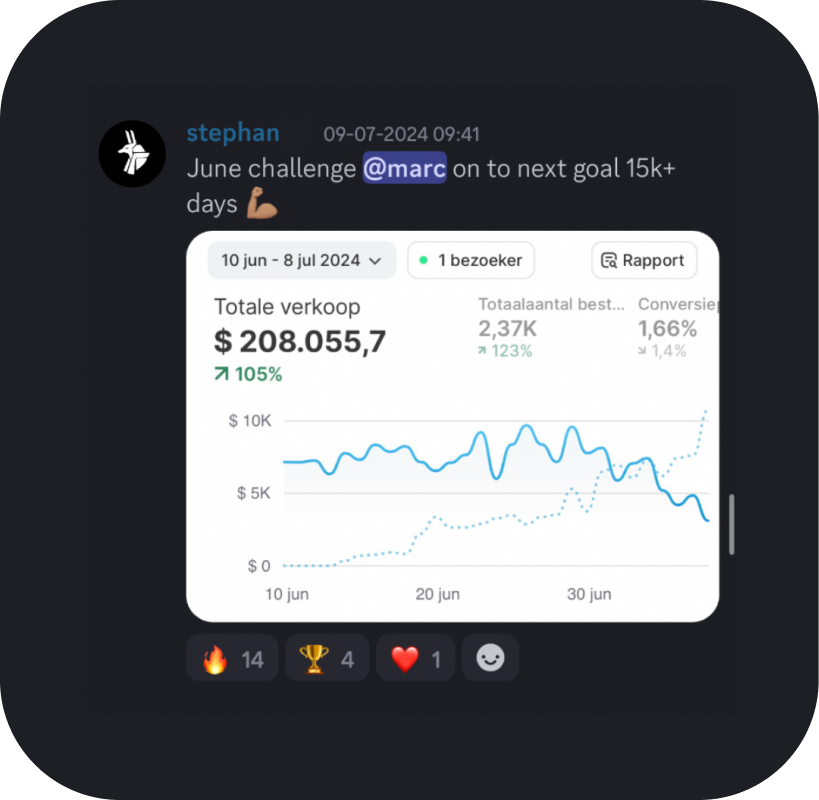 stephan 09-07-2024 09:41
June challenge @marc on to next goal 15k+
days 💪
10 jun - 8 jul 2024 1 bezoeker Rapport
Totale verkoop Totaalaantal best... Conversie
$ 208.055,7 2,37K 1,66%
105% 123% 1,4%
$ 10K
$ 5K
$ 0
10 jun 20 jun 30 jun
14 4 1